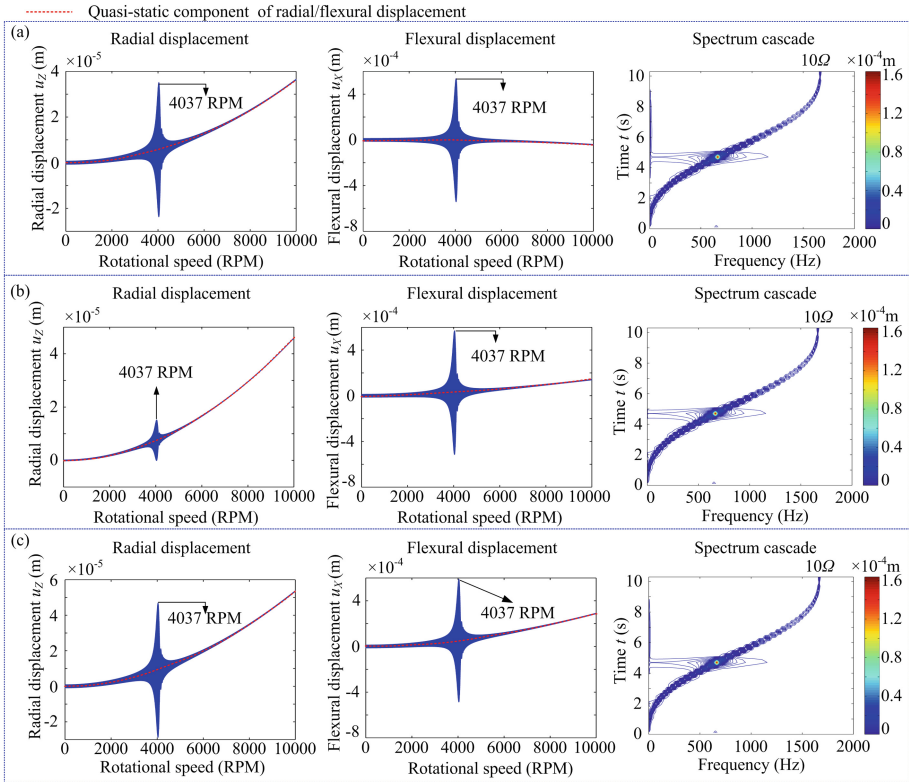 Quasi-static component of radial/flexural displacement
(a)
Radial displacement
Flexural displacement
Spectrum cascade
×10⁻⁵
×10⁻⁴
10Ω
×10⁻⁴m
Radial displacement u_Z (m)
4
2
0
-2
4037 RPM
0 2000 4000 6000 8000 10000
Rotational speed (RPM)
Flexural displacement u_X (m)
4
0
-4
-8
4037 RPM
0 2000 4000 6000 8000 10000
Rotational speed (RPM)
Time t (s)
10
8
6
4
2
0
0 500 1000 1500 2000
Frequency (Hz)
1.6
1.2
0.8
0.4
0
(b)
Radial displacement
Flexural displacement
Spectrum cascade
×10⁻⁵
×10⁻⁴
10Ω
×10⁻⁴m
Radial displacement u_Z (m)
4
2
0
4037 RPM
0 2000 4000 6000 8000 10000
Rotational speed (RPM)
Flexural displacement u_X (m)
4
0
-4
-8
4037 RPM
0 2000 4000 6000 8000 10000
Rotational speed (RPM)
Time t (s)
10
8
6
4
2
0
0 500 1000 1500 2000
Frequency (Hz)
1.6
1.2
0.8
0.4
0
(c)
Radial displacement
Flexural displacement
Spectrum cascade
×10⁻⁵
×10⁻⁴
10Ω
×10⁻⁴m
Radial displacement u_Z (m)
6
4
2
0
-2
4037 RPM
0 2000 4000 6000 8000 10000
Rotational speed (RPM)
Flexural displacement u_X (m)
4
0
-4
-8
4037 RPM
0 2000 4000 6000 8000 10000
Rotational speed (RPM)
Time t (s)
10
8
6
4
2
0
0 500 1000 1500 2000
Frequency (Hz)
1.6
1.2
0.8
0.4
0